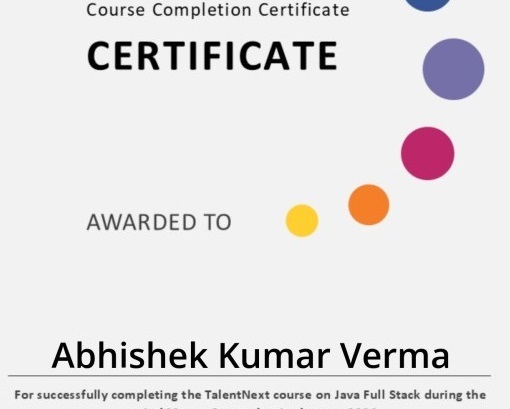 Course Completion Certificate
CERTIFICATE
AWARDED TO
Abhishek Kumar Verma
For successfully completing the TalentNext course on Java Full Stack during the